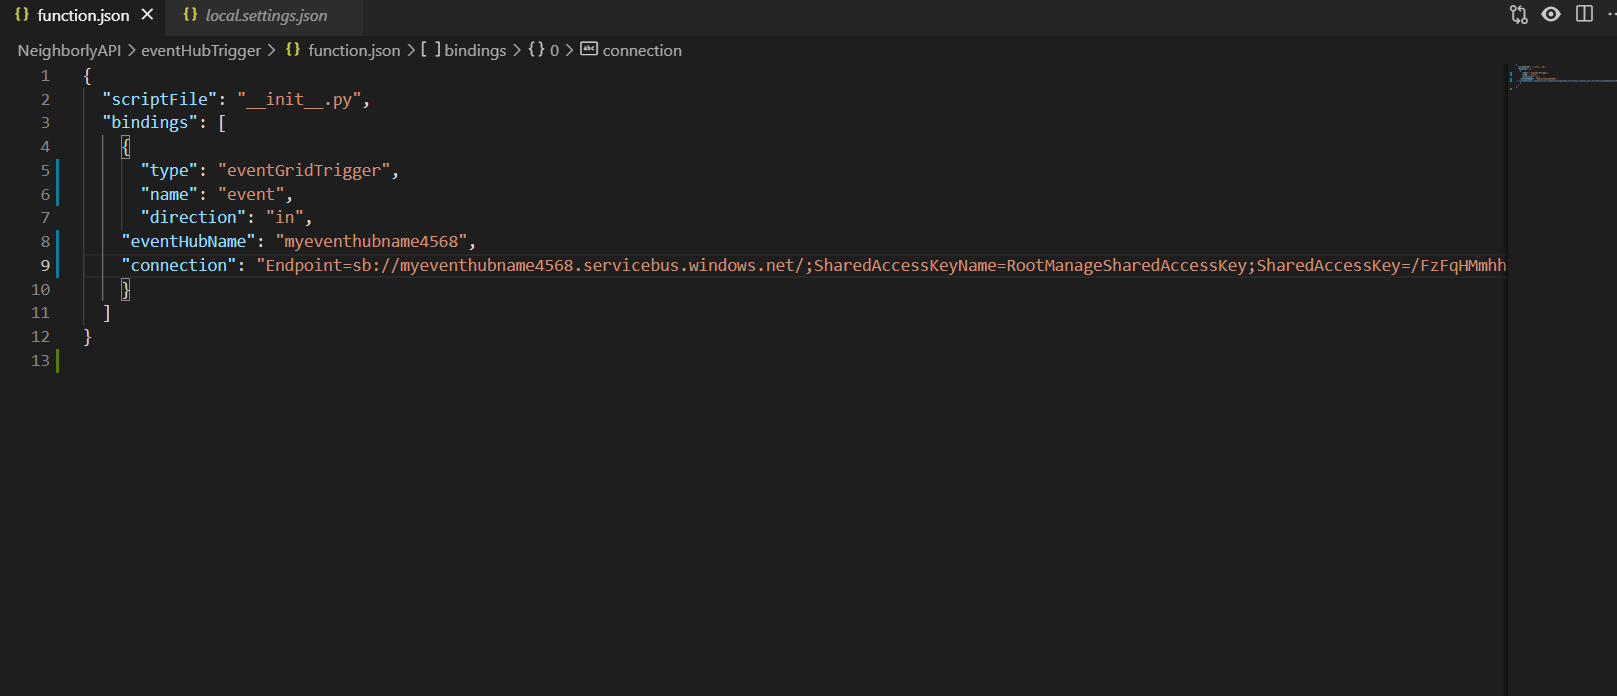 {} function.json ✕ {} local.settings.json
NeighborlyAPI > eventHubTrigger > {} function.json > [ ] bindings > {} 0 > abc connection
1 {
2 "scriptFile": "__init__.py",
3 "bindings": [
4 {
5 "type": "eventGridTrigger",
6 "name": "event",
7 "direction": "in",
8 "eventHubName": "myeventhubname4568",
9 "connection": "Endpoint=sb://myeventhubname4568.servicebus.windows.net/;SharedAccessKeyName=RootManageSharedAccessKey;SharedAccessKey=/FzFqHMmhh
10 }
11 ]
12 }
13